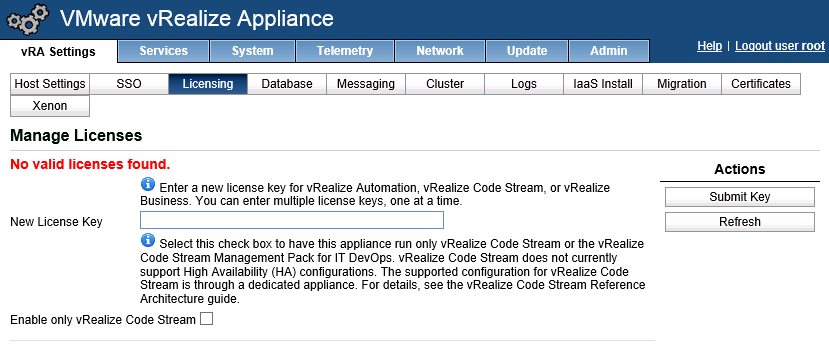 VMware vRealize Appliance
vRA Settings Services System Telemetry Network Update Admin Help | Logout user root
Host Settings SSO Licensing Database Messaging Cluster Logs IaaS Install Migration Certificates
Xenon
Manage Licenses
No valid licenses found.
Enter a new license key for vRealize Automation, vRealize Code Stream, or vRealize
Business. You can enter multiple license keys, one at a time.
New License Key
Select this check box to have this appliance run only vRealize Code Stream or the vRealize
Code Stream Management Pack for IT DevOps. vRealize Code Stream does not currently
support High Availability (HA) configurations. The supported configuration for vRealize Code
Stream is through a dedicated appliance. For details, see the vRealize Code Stream Reference
Architecture guide.
Enable only vRealize Code Stream
Actions
Submit Key
Refresh